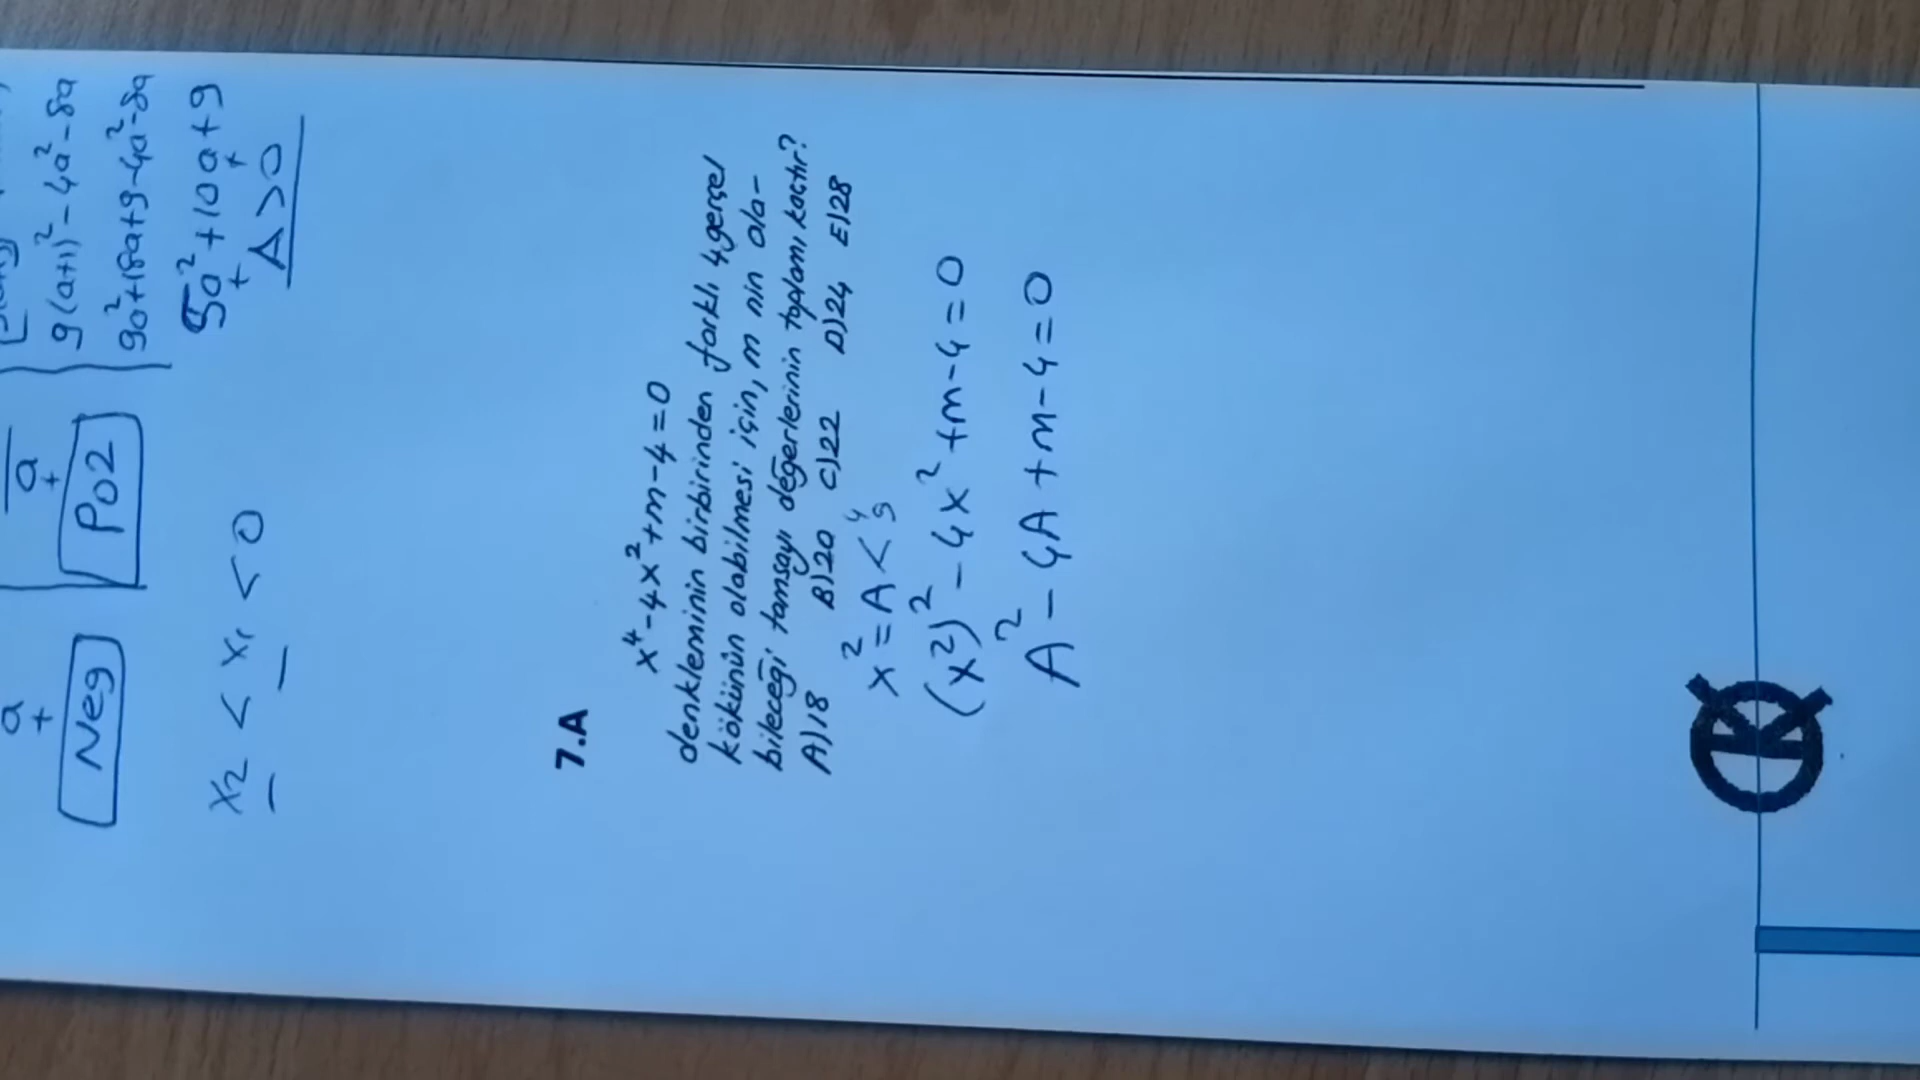 a
+
Neg
a
+
Po2
9(a+1)²-4a²-8a
9a²+18a+9-4a²-8a
5a²+10a+9
+ +
Δ>0
x₂ < x₁ < 0
7.A
x⁴-4x²+m-4=0
denkleminin birbirinden farklı 4 gerçel
kökünün olabilmesi için, m nin ola-
bileceği tamsayı değerlerinin toplamı kaçtır?
A)18 B)20 C)22 D)24 E)28
x²=A<
(x²)²-4x²+m-4=0
A²-4A+m-4=0